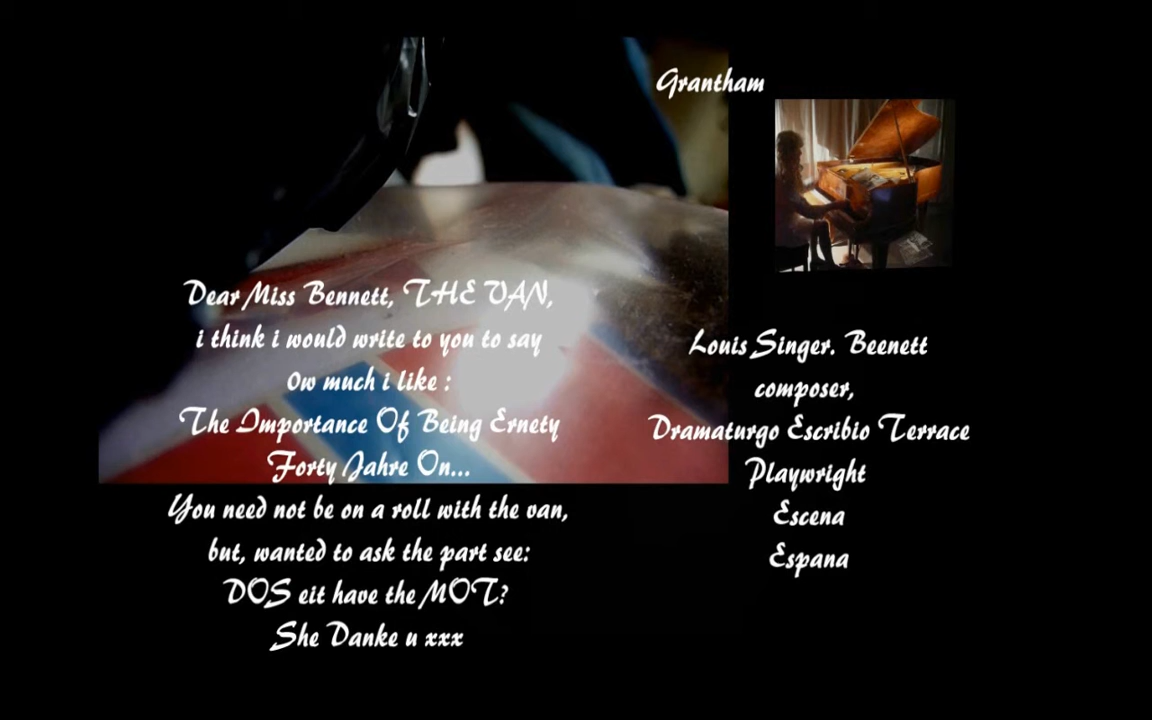 Grantham
Dear Miss Bennett, THE VAN,
i think i would write to you to say
Ow much i like :
The Importance Of Being Ernety
Forty Jahre On...
You need not be on a roll with the van,
but, wanted to ask the part see:
DOS eit have the MOT?
She Danke u xxx
Louis Singer. Beenett
composer,
Dramaturgo Escribio Terrace
Playwright
Escena
Espana